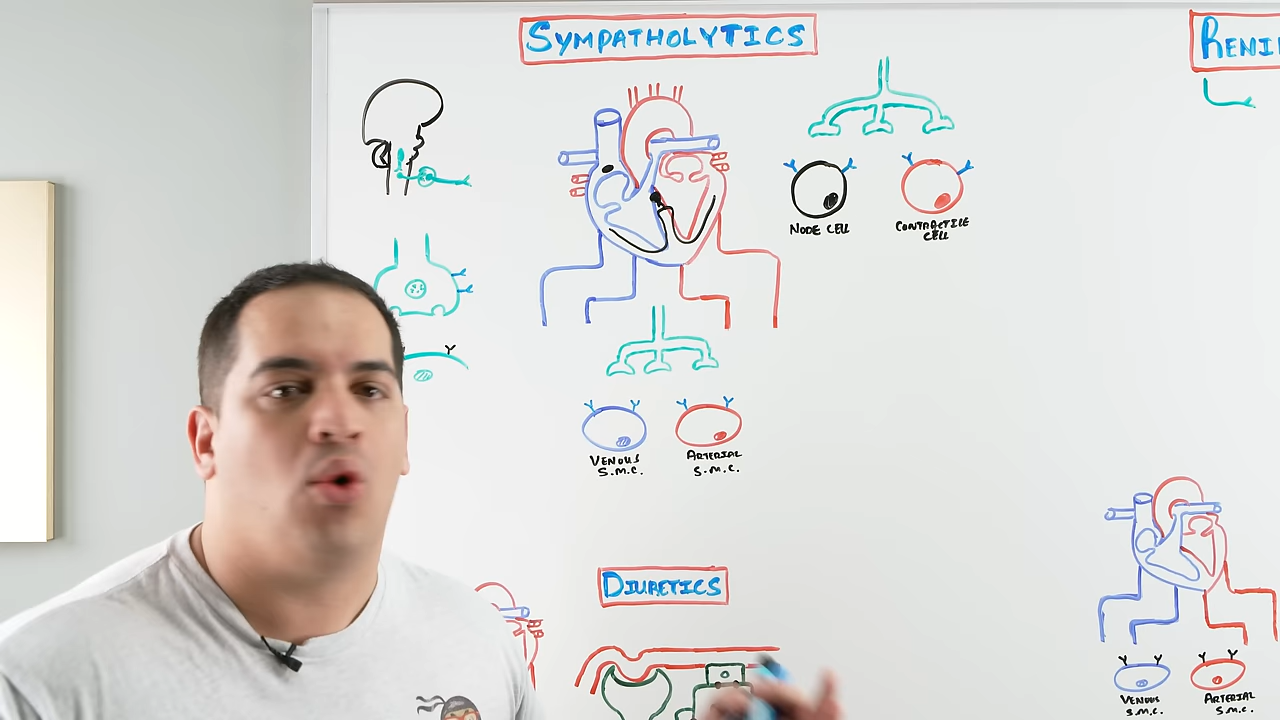 SYMPATHOLYTICS
NODE CELL
CONTRACTILE
CELL
VENOUS
S.M.C.
ARTERIAL
S.M.C.
DIURETICS
RENI
VENOUS
S.M.C.
ARTERIAL
S.M.C.